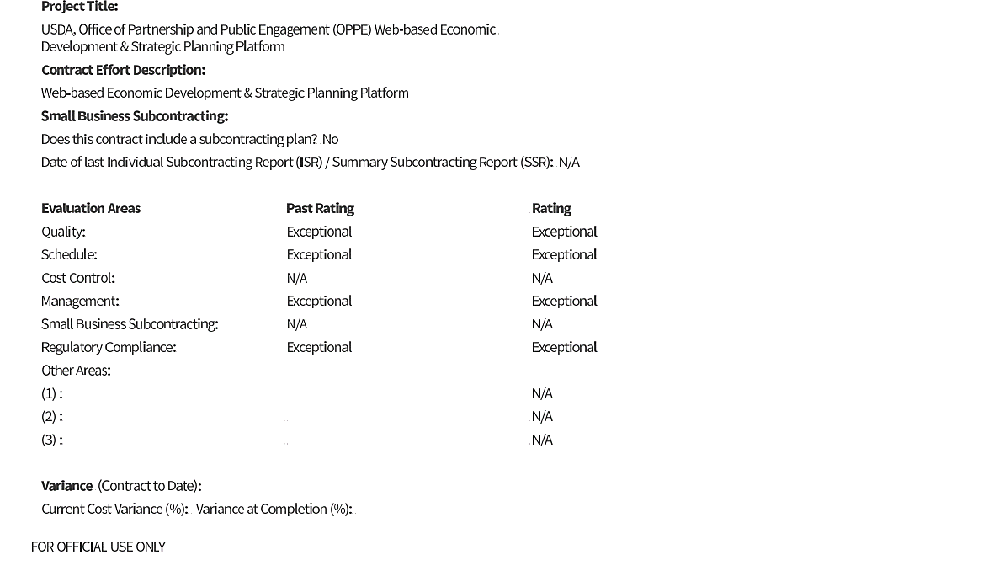 Project Title:
USDA, Office of Partnership and Public Engagement (OPPE) Web-based Economic
Development & Strategic Planning Platform
Contract Effort Description:
Web-based Economic Development & Strategic Planning Platform
Small Business Subcontracting:
Does this contract include a subcontracting plan? No
Date of last Individual Subcontracting Report (ISR) / Summary Subcontracting Report (SSR): N/A
Evaluation Areas Past Rating Rating
Quality: Exceptional Exceptional
Schedule: Exceptional Exceptional
Cost Control: N/A N/A
Management: Exceptional Exceptional
Small Business Subcontracting: N/A N/A
Regulatory Compliance: Exceptional Exceptional
Other Areas:
(1) : N/A
(2) : N/A
(3) : N/A
Variance (Contract to Date):
Current Cost Variance (%): Variance at Completion (%):
FOR OFFICIAL USE ONLY